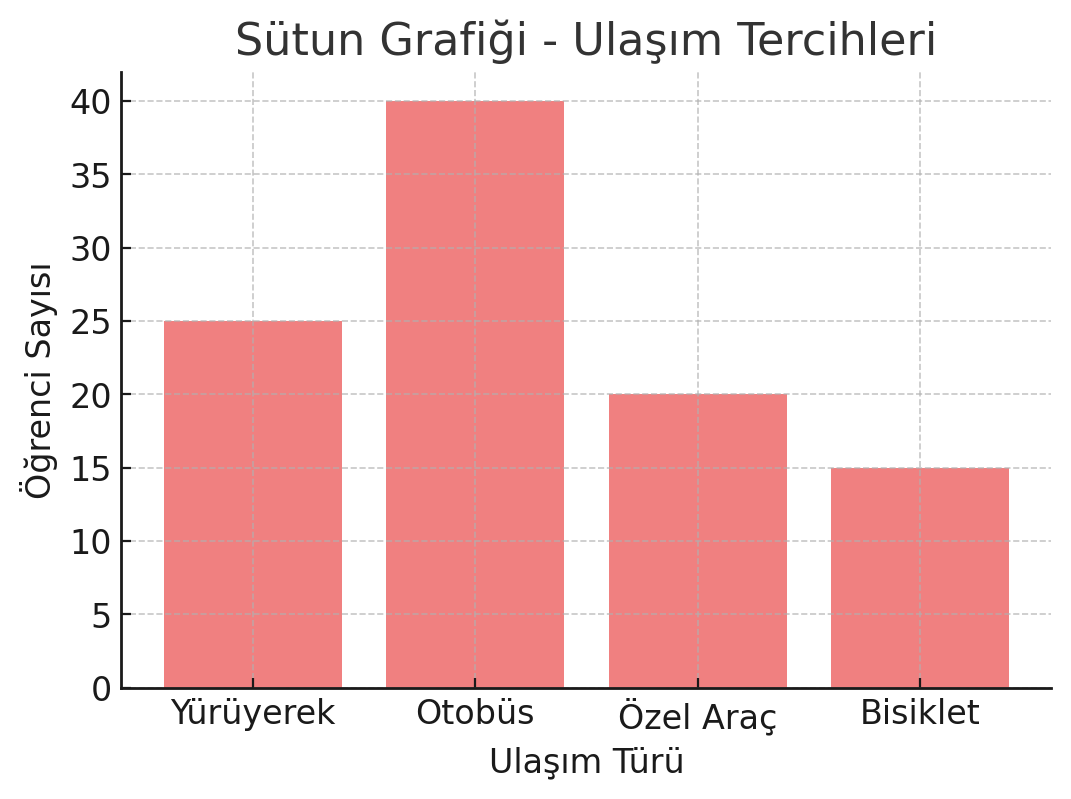 Sütun Grafiği - Ulaşım Tercihleri
Öğrenci Sayısı
40
35
30
25
20
15
10
5
0
Yürüyerek Otobüs Özel Araç Bisiklet
Ulaşım Türü